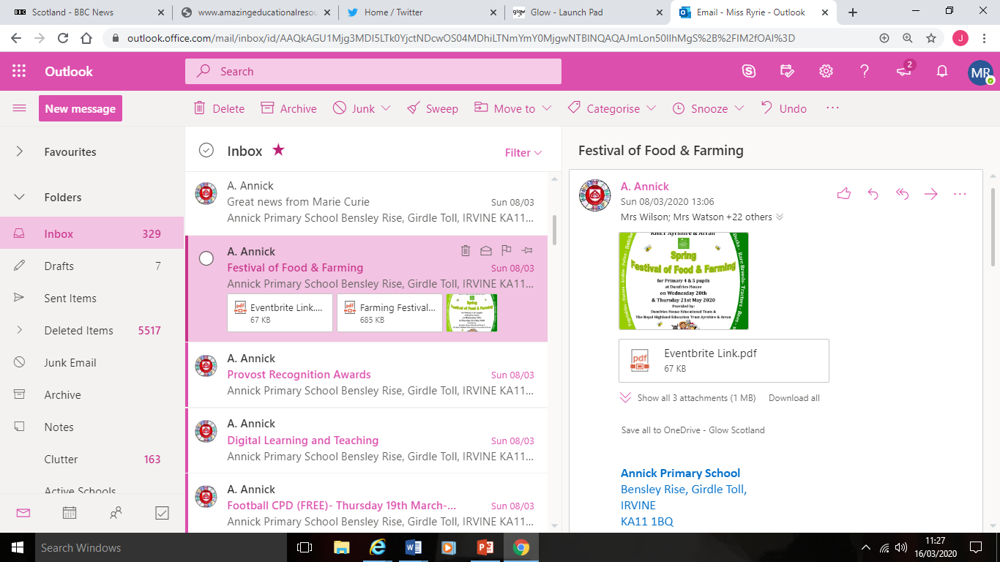 Scotland - BBC News
www.amazingeducationalresou
Home / Twitter
Glow - Launch Pad
Email - Miss Ryrie - Outlook
outlook.office.com/mail/inbox/id/AAQkAGU1Mjg3MDI5LTk0YjctNDcwOS04MDhiLTNmYmY0MjgwNTBlNQAQAJmLon50IIhMgS%2B%2FIM2fOAI%3D
J
Outlook
Search
2
MR
New message
Delete
Archive
Junk
Sweep
Move to
Categorise
Snooze
Undo
Favourites
Folders
Inbox 329
Drafts 7
Sent Items
Deleted Items 5517
Junk Email
Archive
Notes
Clutter 163
Active Schools
Inbox
Filter
A. Annick
Great news from Marie Curie Sun 08/03
Annick Primary School Bensley Rise, Girdle Toll, IRVINE KA11...
A. Annick
Festival of Food & Farming Sun 08/03
Annick Primary School Bensley Rise, Girdle Toll, IRVINE KA11...
Eventbrite Link....
67 KB
Farming Festival...
685 KB
A. Annick
Provost Recognition Awards Sun 08/03
Annick Primary School Bensley Rise, Girdle Toll, IRVINE KA11...
A. Annick
Digital Learning and Teaching Sun 08/03
Annick Primary School Bensley Rise, Girdle Toll, IRVINE KA11...
A. Annick
Football CPD (FREE)- Thursday 19th March-... Sun 08/03
Annick Primary School Bensley Rise, Girdle Toll, IRVINE KA11...
Festival of Food & Farming
A. Annick
Sun 08/03/2020 13:06
Mrs Wilson; Mrs Watson +22 others
RHET Ayrshire & Arran
Spring
Festival of Food & Farming
for Primary 4 & 5 pupils
at Dumfries House
on Wednesday 20th
& Thursday 21st May 2020
Provided by:
Dumfries House Educational Team &
The Royal Highland Education Trust Ayrshire & Arran
Ducks - Rare Breeds- Tractors - Bees -
pdf
Eventbrite Link.pdf
67 KB
Show all 3 attachments (1 MB) Download all
Save all to OneDrive - Glow Scotland
Annick Primary School
Bensley Rise, Girdle Toll,
IRVINE
KA11 1BQ
Search Windows
11:27
16/03/2020